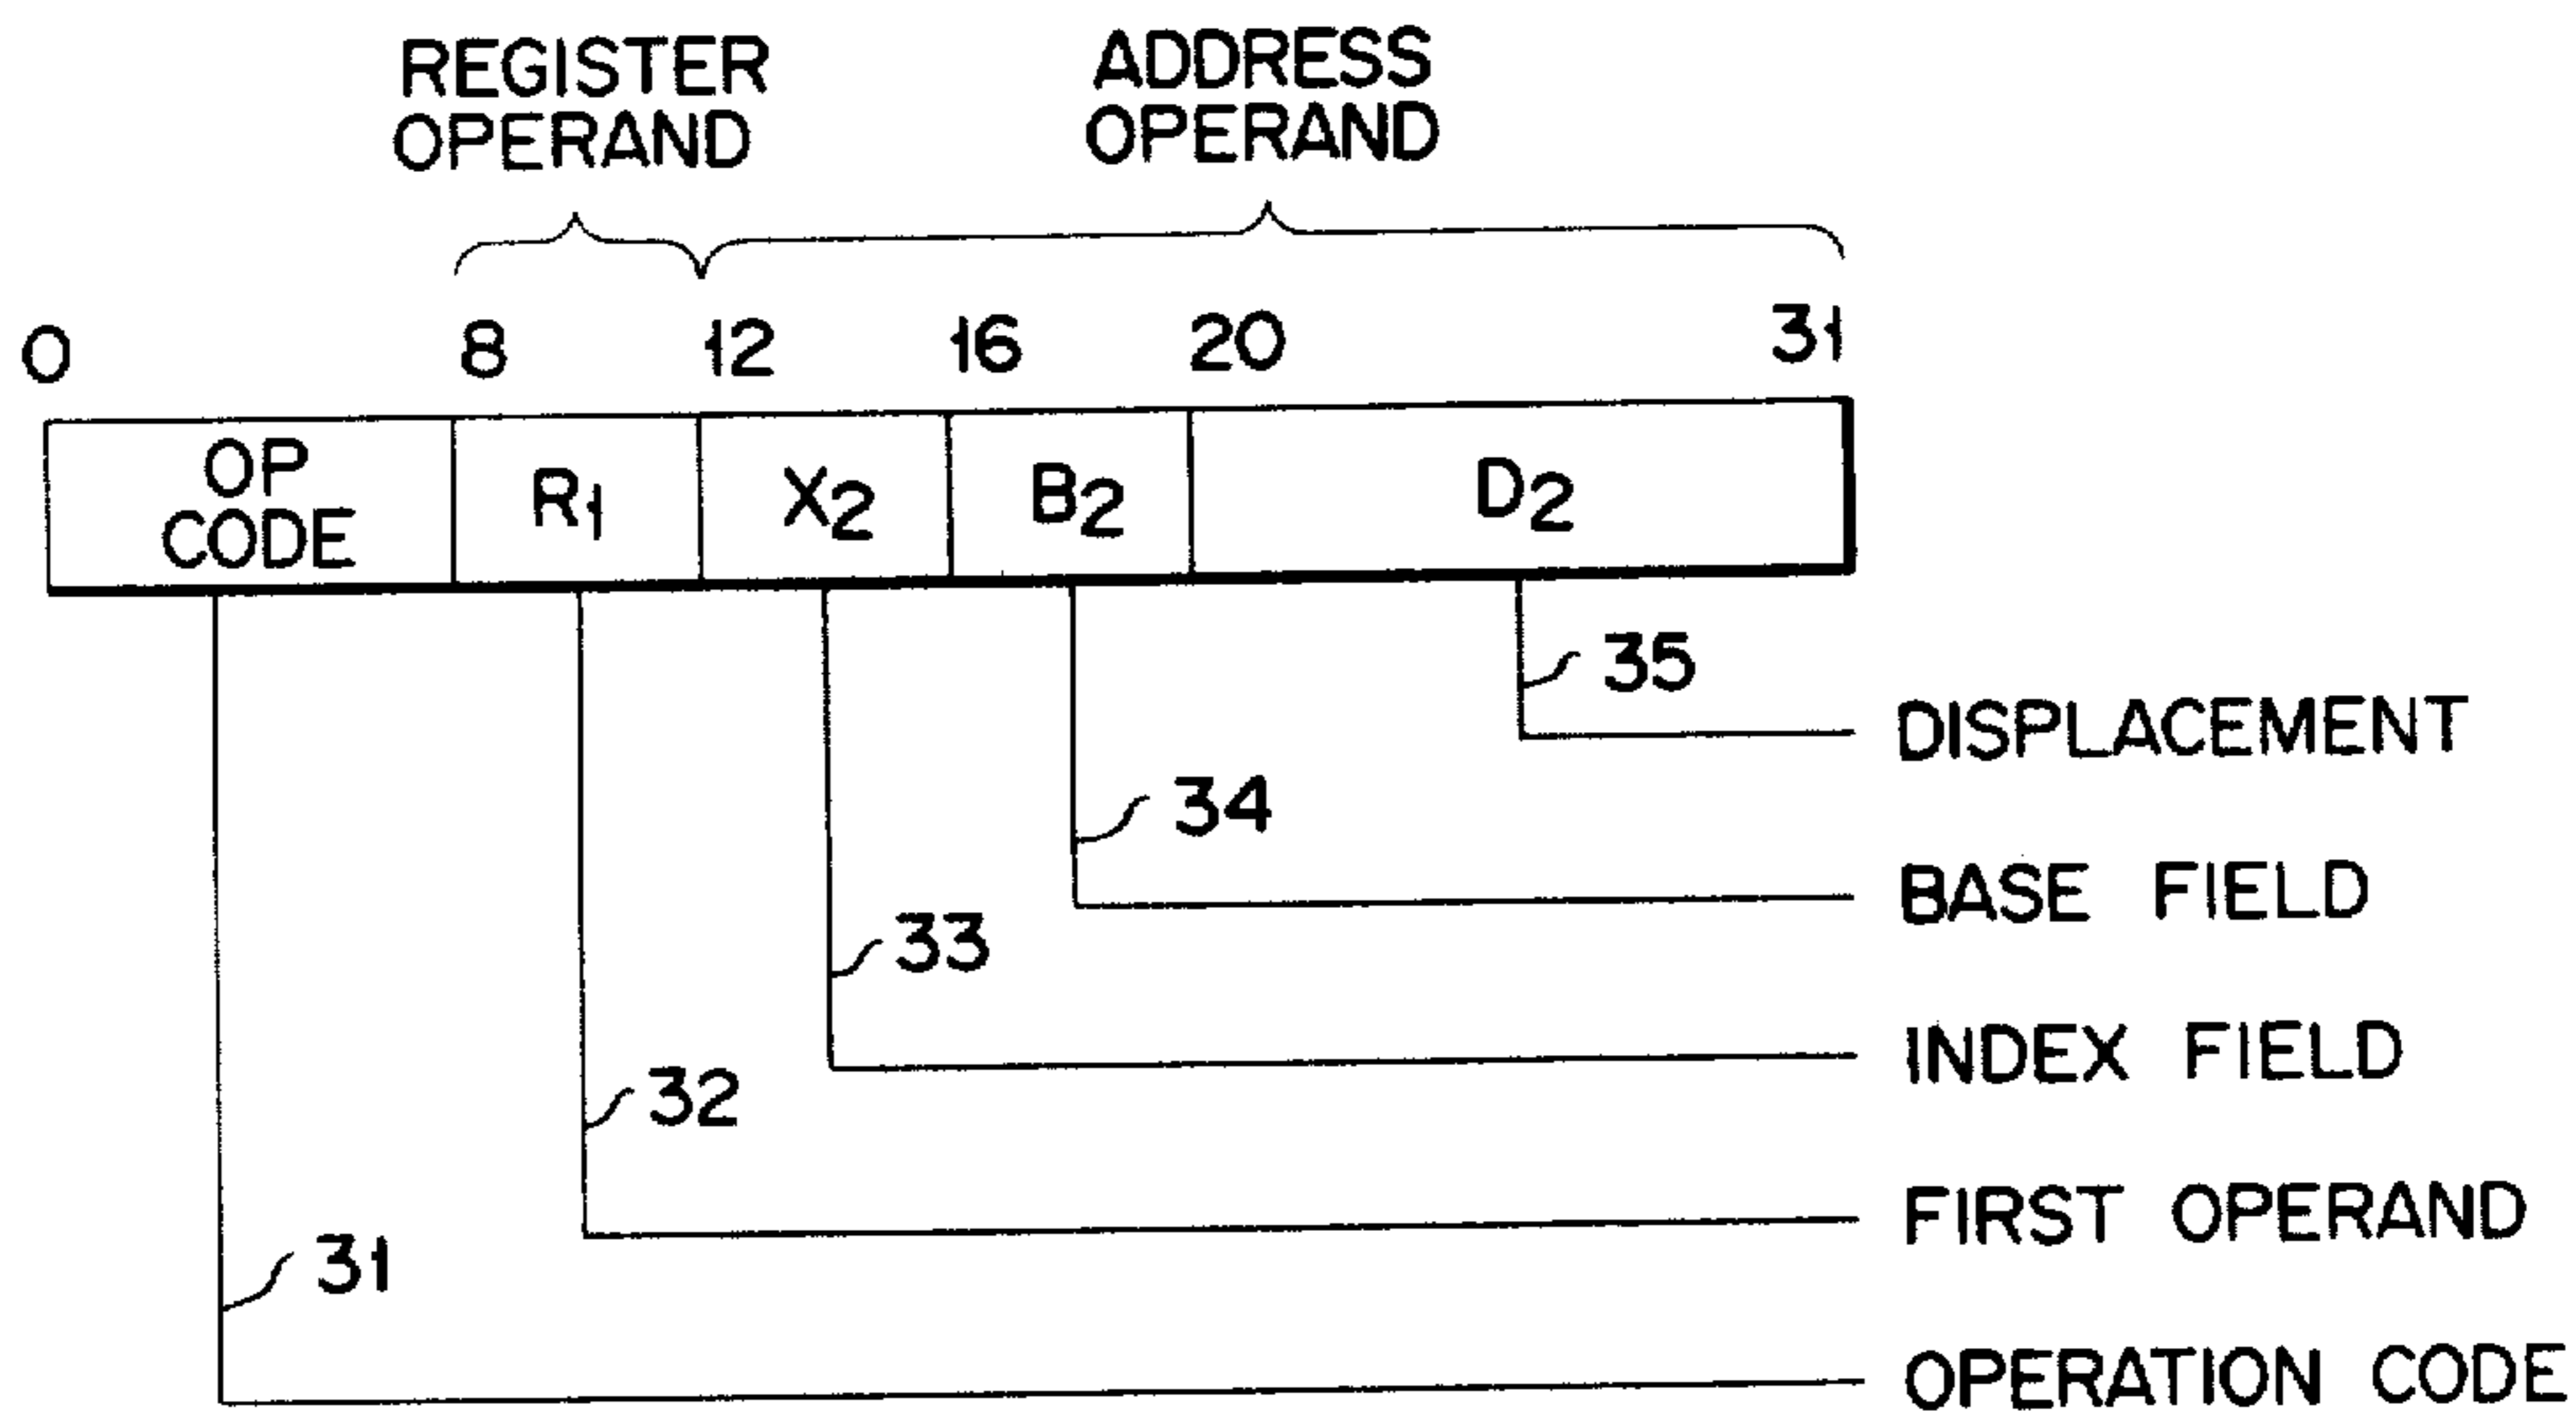 REGISTER
OPERAND
ADDRESS
OPERAND
0 8 12 16 20 31
OP
CODE
R1 X2 B2 D2
35
DISPLACEMENT
34
BASE FIELD
33
INDEX FIELD
32
FIRST OPERAND
31
OPERATION CODE